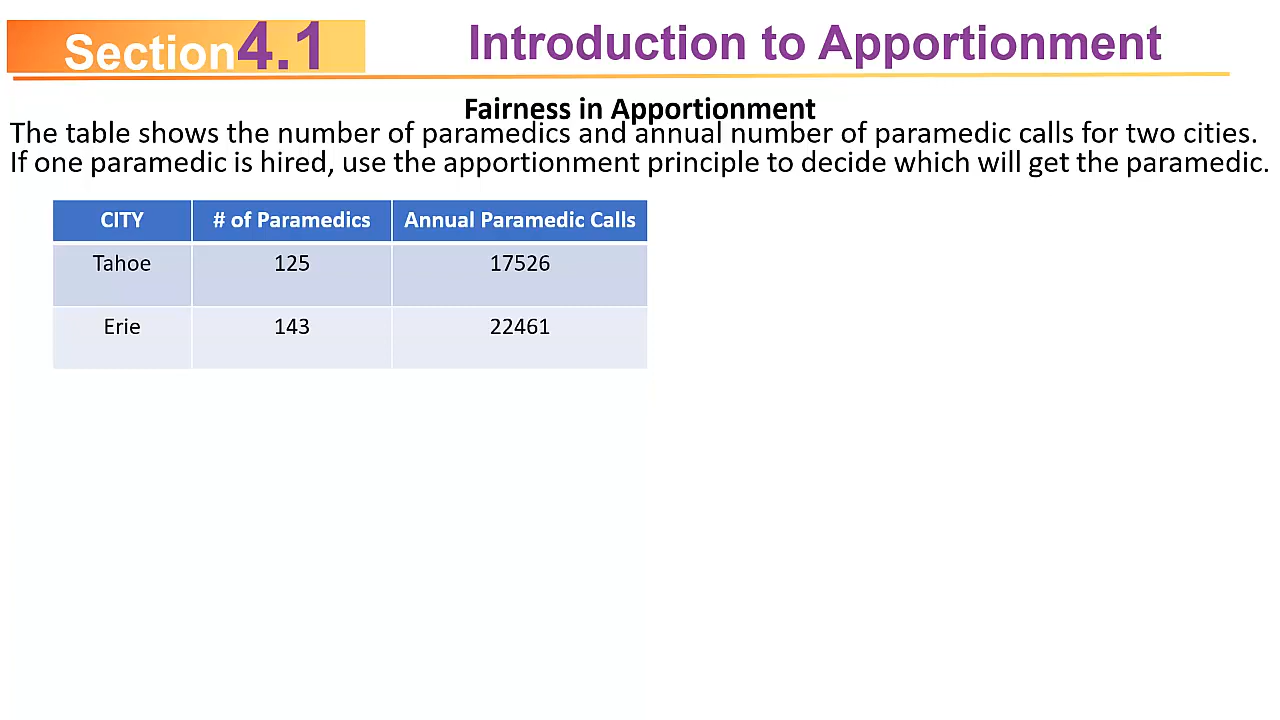 Section4.1
Introduction to Apportionment
Fairness in Apportionment
The table shows the number of paramedics and annual number of paramedic calls for two cities.
If one paramedic is hired, use the apportionment principle to decide which will get the paramedic.
CITY # of Paramedics Annual Paramedic Calls
Tahoe 125 17526
Erie 143 22461